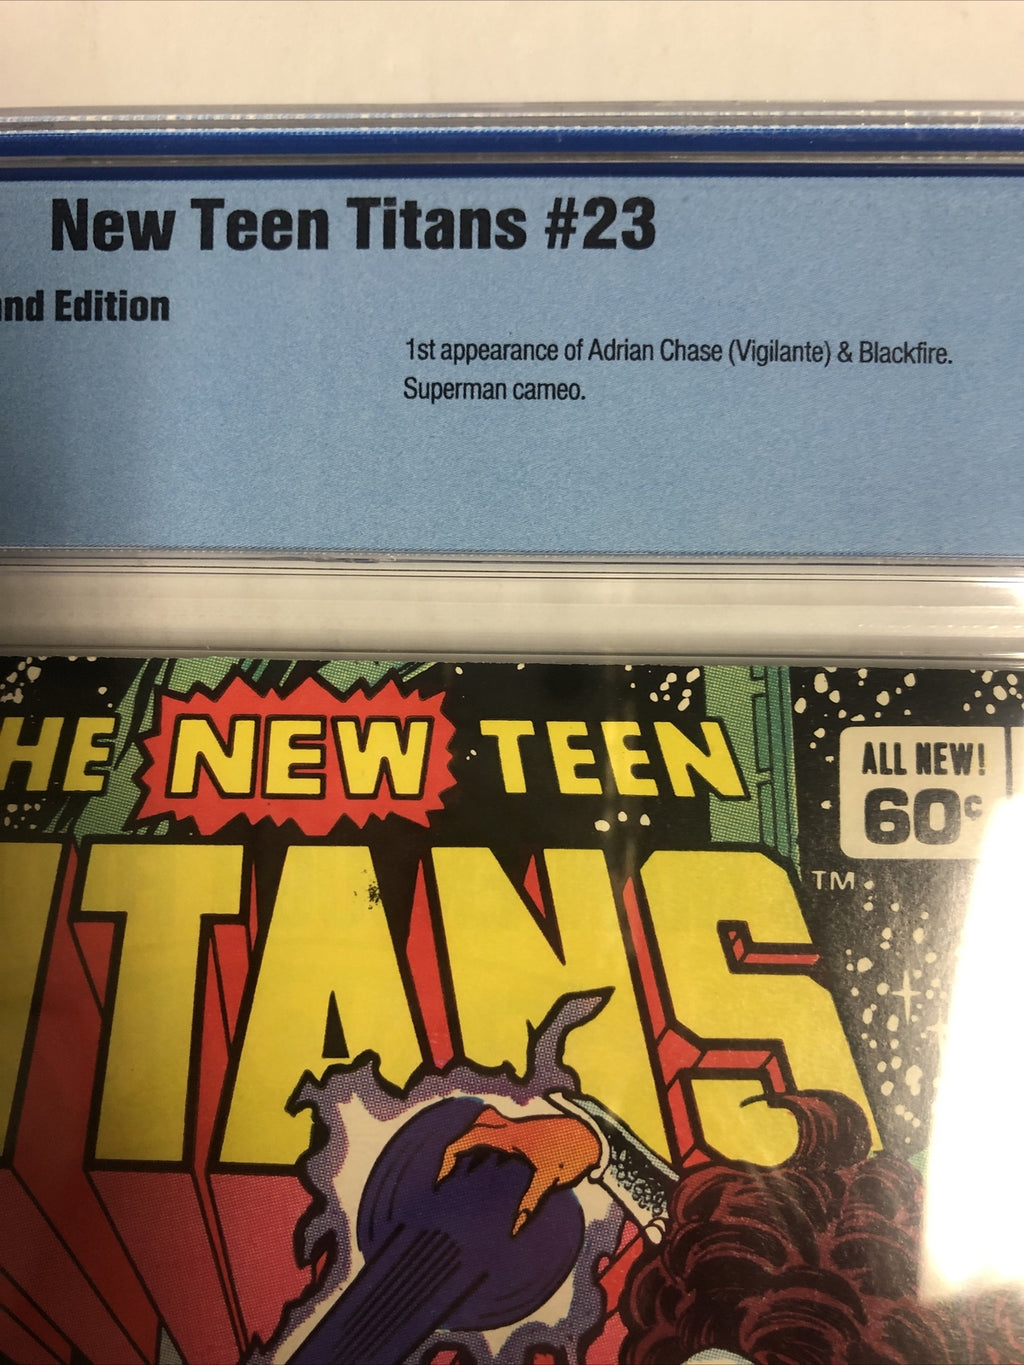 New Teen Titans #23
nd Edition
1st appearance of Adrian Chase (Vigilante) & Blackfire.
Superman cameo.
HE NEW TEEN
ITANS
TM
ALL NEW!
60¢